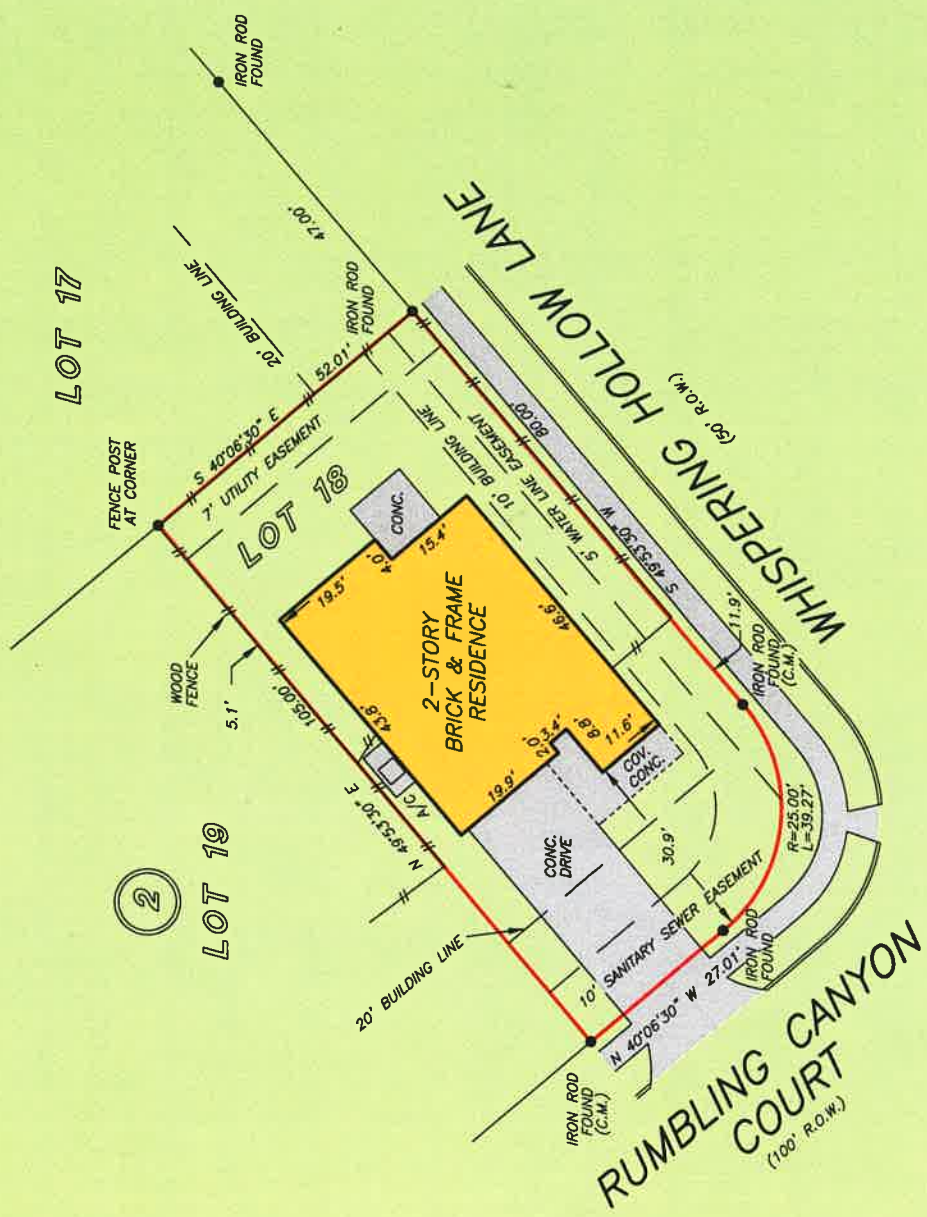 IRON ROD
FOUND
47.00'
LOT 17
20' BUILDING LINE
FENCE POST
AT CORNER
S 40°06'30" E
52.01'
IRON ROD
FOUND
7' UTILITY EASEMENT
LOT 18
CONC.
WOOD
FENCE
5.1'
105.00'
N 49°53'30" E
19.5'
4.0'
15.4'
43.8'
2-STORY
BRICK & FRAME
RESIDENCE
46.6'
10' BUILDING LINE
5' WATER LINE EASEMENT
80.00'
S 49°53'30" W
WHISPERING HOLLOW LANE
(50' R.O.W.)
11.9'
IRON ROD
FOUND
(C.M.)
2
LOT 19
A/C
19.9'
2.0'
3.4'
8.8'
11.6'
COV.
CONC.
CONC.
DRIVE
30.9'
R=25.00'
L=39.27'
20' BUILDING LINE
10' SANITARY SEWER EASEMENT
IRON ROD
FOUND
N 40°06'30" W 27.01'
IRON ROD
FOUND
(C.M.)
RUMBLING CANYON
COURT
(100' R.O.W.)